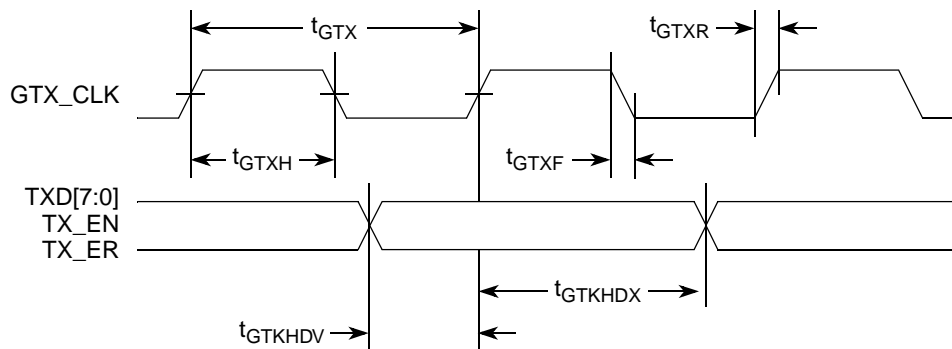 tGTX
tGTXR
GTX_CLK
tGTXH
tGTXF
TXD[7:0]
TX_EN
TX_ER
tGTKHDX
tGTKHDV